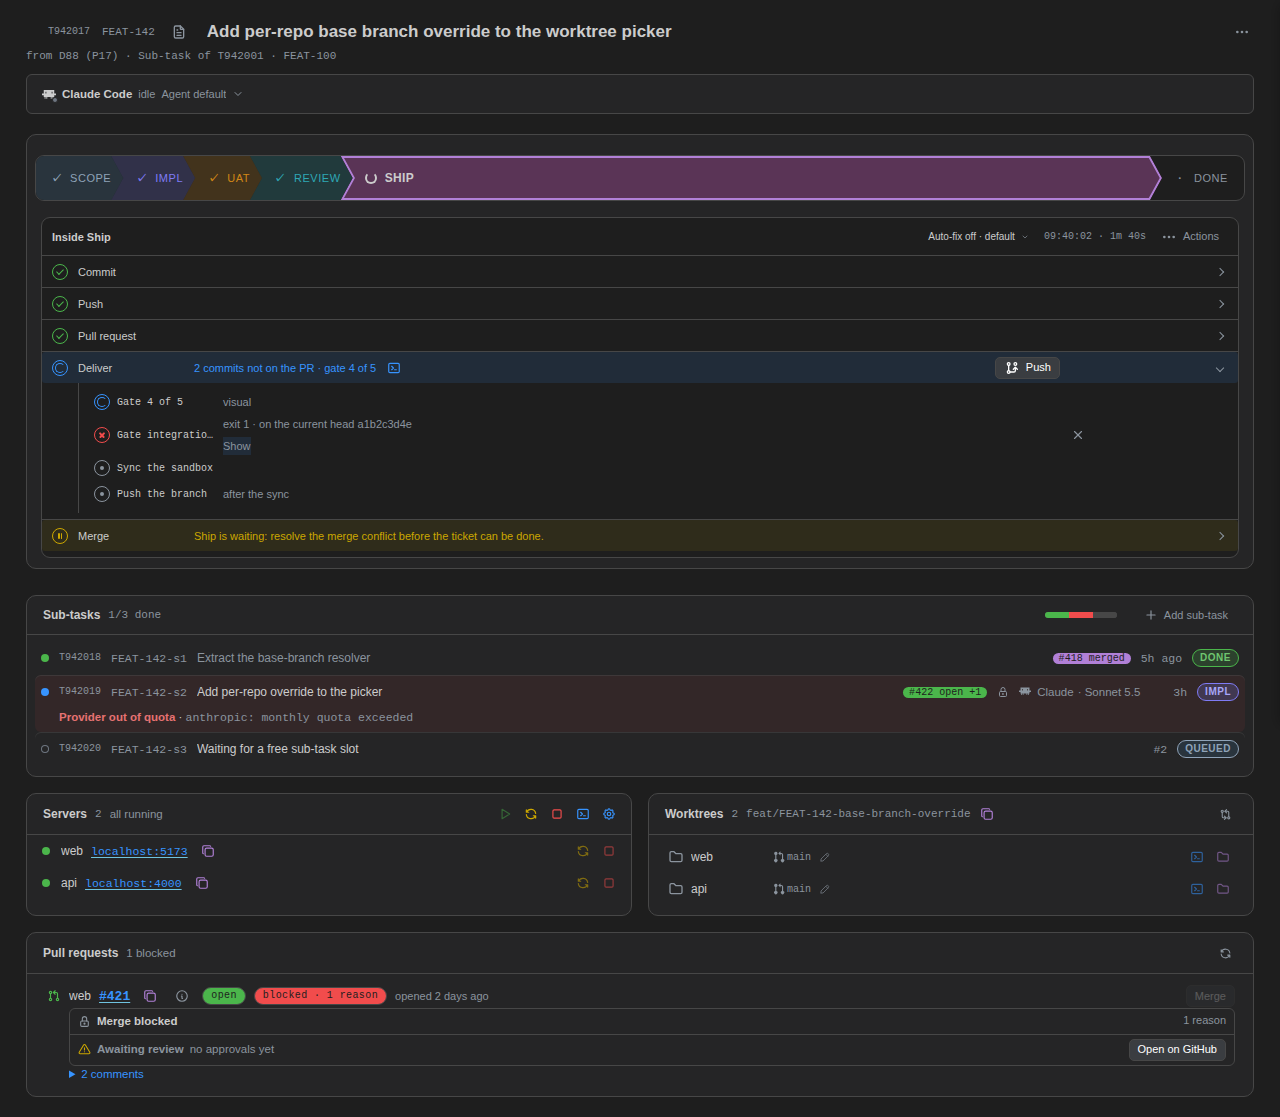 T942017 FEAT-142 Add per-repo base branch override to the worktree picker
from D88 (P17) · Sub-task of T942001 · FEAT-100
Claude Code idle Agent default
SCOPE IMPL UAT REVIEW SHIP DONE
Inside Ship Auto-fix off · default 09:40:02 · 1m 40s Actions
Commit
Push
Pull request
Deliver 2 commits not on the PR · gate 4 of 5 Push
Gate 4 of 5 visual
Gate integratio… exit 1 · on the current head a1b2c3d4e
Show
Sync the sandbox
Push the branch after the sync
Merge Ship is waiting: resolve the merge conflict before the ticket can be done.
Sub-tasks 1/3 done Add sub-task
T942018 FEAT-142-s1 Extract the base-branch resolver #418 merged 5h ago DONE
T942019 FEAT-142-s2 Add per-repo override to the picker #422 open +1 Claude · Sonnet 5.5 3h IMPL
Provider out of quota · anthropic: monthly quota exceeded
T942020 FEAT-142-s3 Waiting for a free sub-task slot #2 QUEUED
Servers 2 all running
web localhost:5173
api localhost:4000
Worktrees 2 feat/FEAT-142-base-branch-override
web main
api main
Pull requests 1 blocked
web #421 open blocked · 1 reason opened 2 days ago Merge
Merge blocked 1 reason
Awaiting review no approvals yet Open on GitHub
2 comments